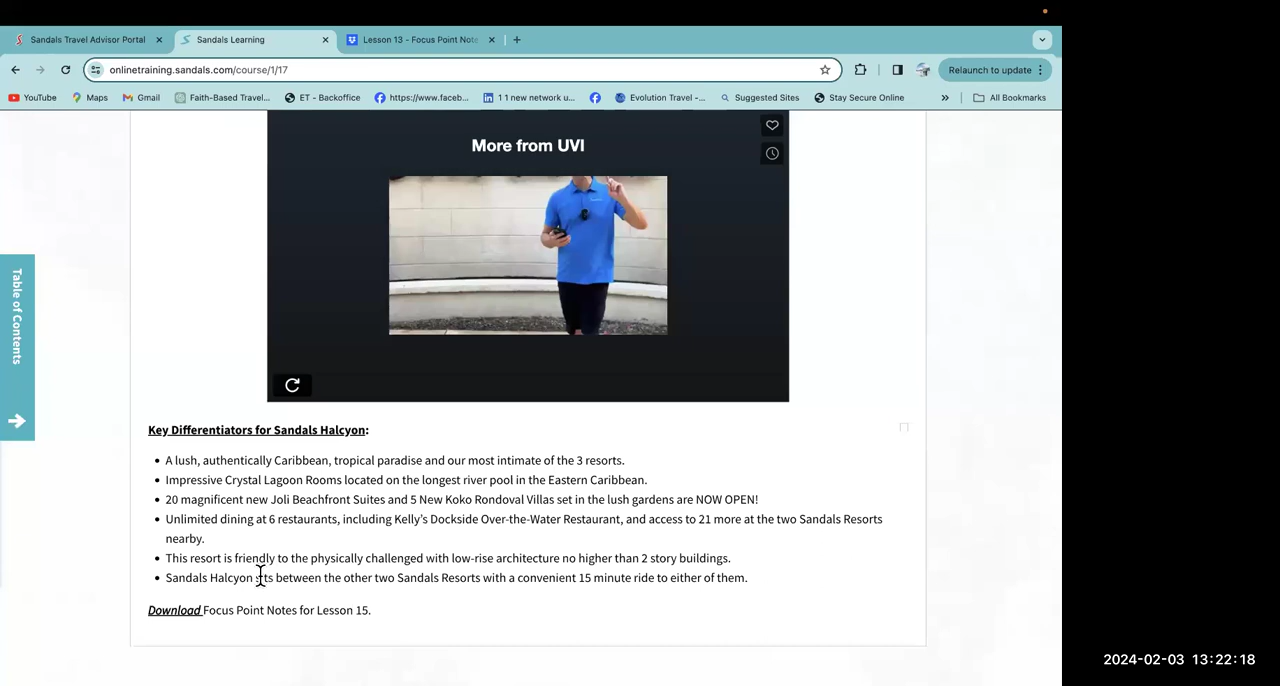 Sandals Travel Advisor Portal
Sandals Learning
Lesson 13 - Focus Point Note
onlinetraining.sandals.com/course/1/17
Relaunch to update
YouTube
Maps
Gmail
Faith-Based Travel...
ET - Backoffice
https://www.faceb...
1 1 new network u...
Evolution Travel -...
Suggested Sites
Stay Secure Online
All Bookmarks
More from UVI
Table of Contents
Key Differentiators for Sandals Halcyon:
A lush, authentically Caribbean, tropical paradise and our most intimate of the 3 resorts.
Impressive Crystal Lagoon Rooms located on the longest river pool in the Eastern Caribbean.
20 magnificent new Joli Beachfront Suites and 5 New Koko Rondoval Villas set in the lush gardens are NOW OPEN!
Unlimited dining at 6 restaurants, including Kelly's Dockside Over-the-Water Restaurant, and access to 21 more at the two Sandals Resorts
nearby.
This resort is friendly to the physically challenged with low-rise architecture no higher than 2 story buildings.
Sandals Halcyon sits between the other two Sandals Resorts with a convenient 15 minute ride to either of them.
Download Focus Point Notes for Lesson 15.
2024-02-03 13:22:18